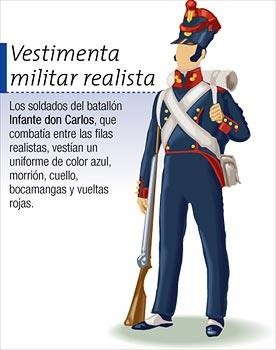 Vestimenta
militar realista
Los soldados del batallón
Infante don Carlos, que
combatía entre las filas
realistas, vestían un
uniforme de color azul,
morrión, cuello,
bocamangas y vueltas
rojas.